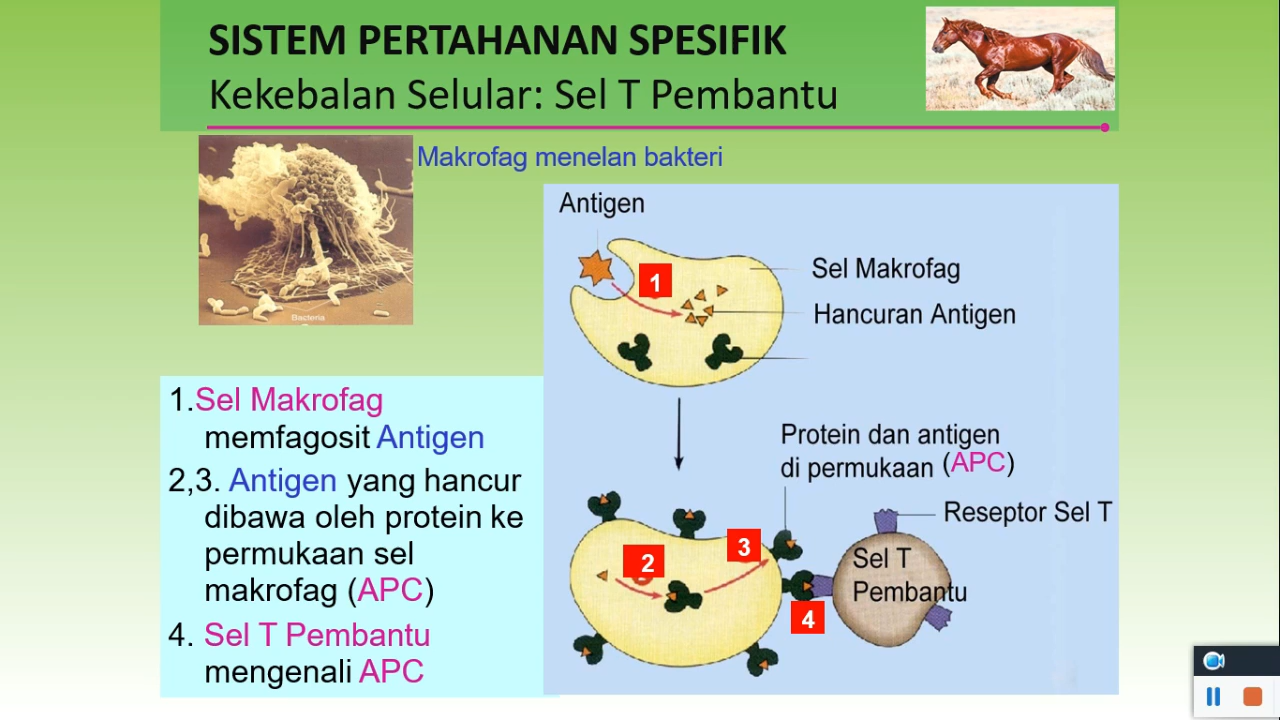 SISTEM PERTAHANAN SPESIFIK
Kekebalan Selular: Sel T Pembantu
Makrofag menelan bakteri
Bacteria
Antigen
1
Sel Makrofag
Hancuran Antigen
1.Sel Makrofag
memfagosit Antigen
2,3. Antigen yang hancur
dibawa oleh protein ke
permukaan sel
makrofag (APC)
4. Sel T Pembantu
mengenali APC
Protein dan antigen
di permukaan (APC)
Reseptor Sel T
2
3
4
Sel T
Pembantu